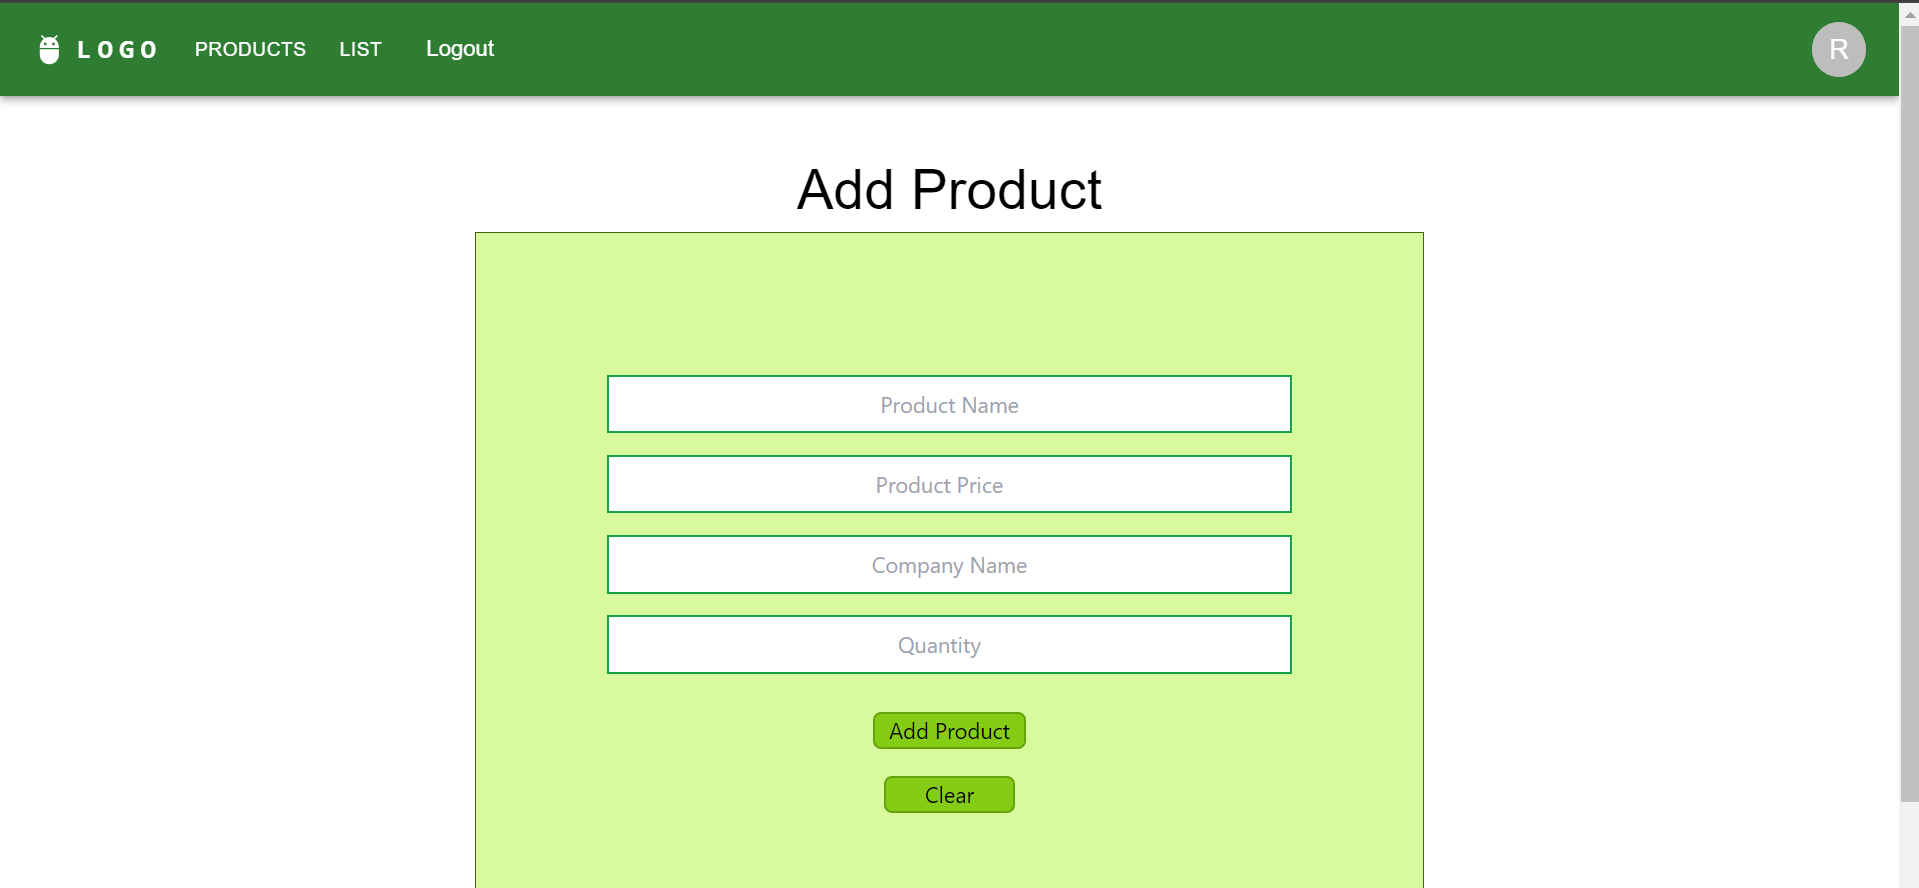 LOGO PRODUCTS LIST Logout R
Add Product
Product Name
Product Price
Company Name
Quantity
Add Product
Clear